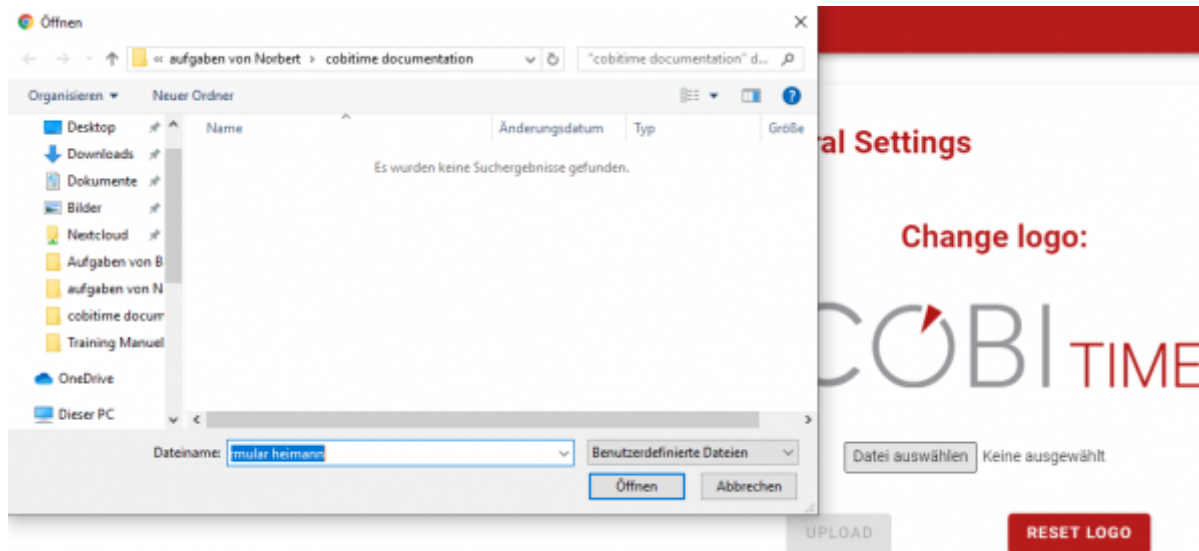 Öffnen
« aufgaben von Norbert › cobitime documentation
"cobitime documentation" d...
Organisieren
Neuer Ordner
Desktop
Downloads
Dokumente
Bilder
Nextcloud
Aufgaben von B
aufgaben von N
cobitime docum
Training Manuel
OneDrive
Dieser PC
Name Änderungsdatum Typ Größe
Es wurden keine Suchergebnisse gefunden.
Dateiname: rmular heimann
Benutzerdefinierte Dateien
Öffnen Abbrechen
ral Settings
Change logo:
COBI TIME
Datei auswählen Keine ausgewählt
UPLOAD RESET LOGO